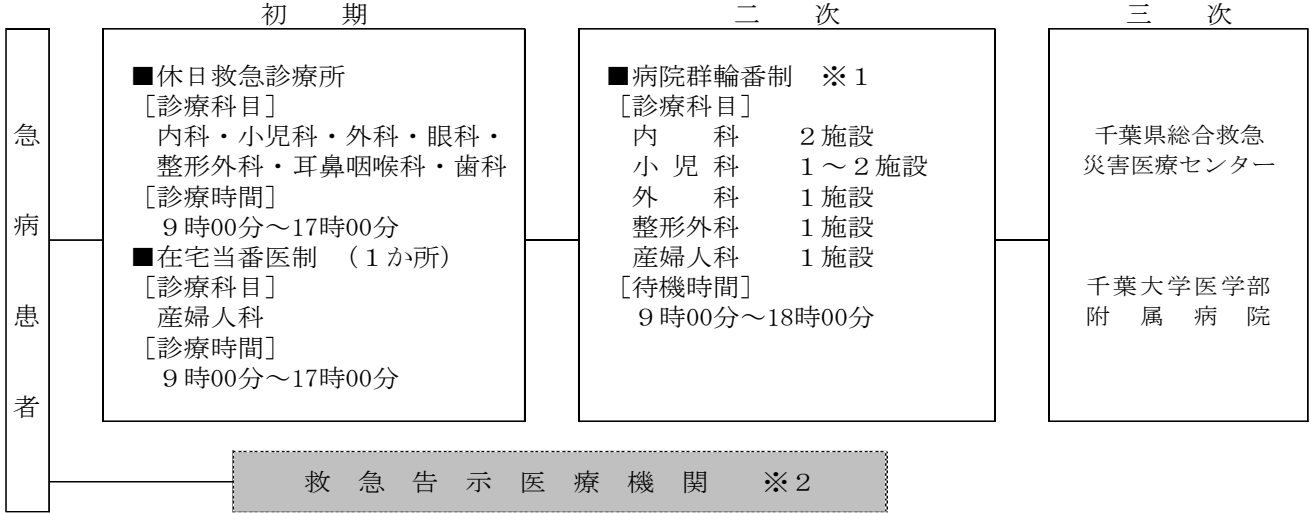 初期
二次
三次
急病患者
■休日救急診療所
［診療科目］
内科・小児科・外科・眼科・
整形外科・耳鼻咽喉科・歯科
［診療時間］
９時00分～17時00分
■在宅当番医制　（１か所）
［診療科目］
産婦人科
［診療時間］
９時00分～17時00分
■病院群輪番制　※１
［診療科目］
内科　２施設
小児科　１～２施設
外科　１施設
整形外科　１施設
産婦人科　１施設
［待機時間］
９時00分～18時00分
千葉県総合救急
災害医療センター
千葉大学医学部
附属病院
救急告示医療機関　※２